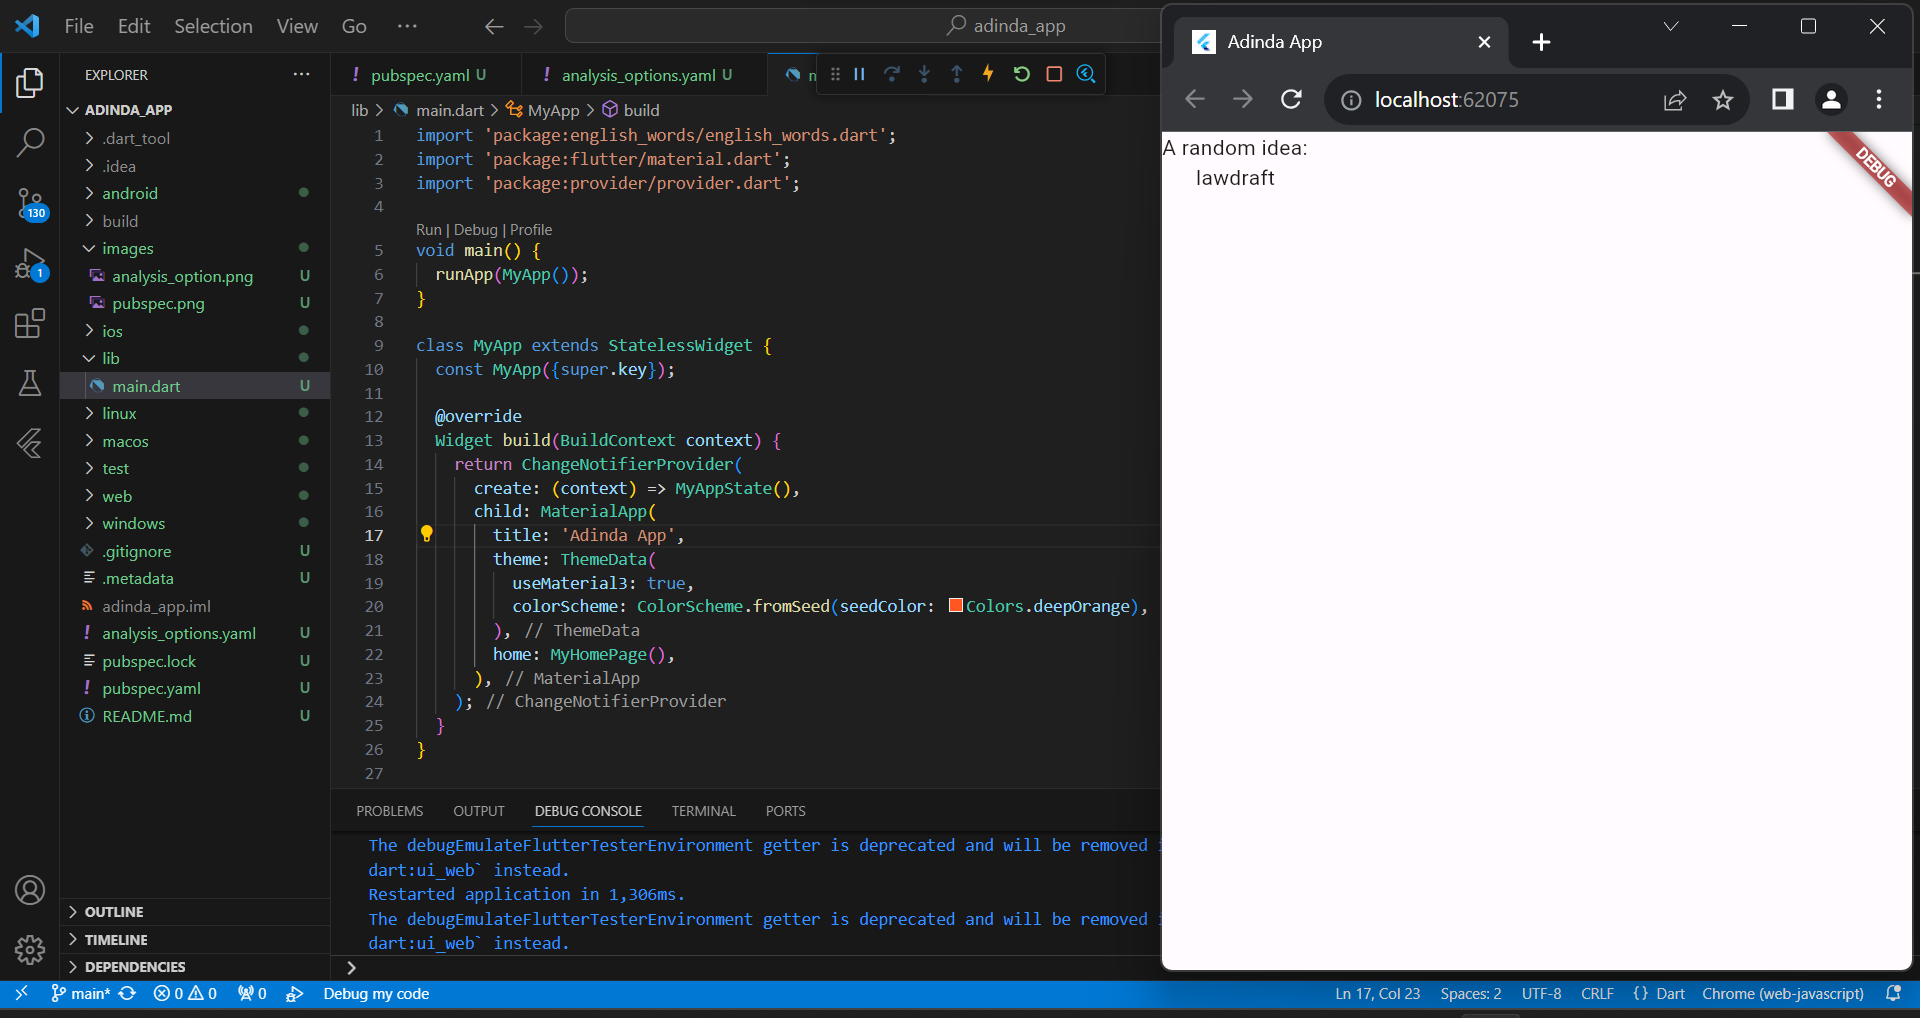 File Edit Selection View Go ···
adinda_app
EXPLORER
ADINDA_APP
.dart_tool
.idea
android
build
images
analysis_option.png U
pubspec.png U
ios
lib
main.dart U
linux
macos
test
web
windows
.gitignore U
.metadata U
adinda_app.iml
analysis_options.yaml U
pubspec.lock U
pubspec.yaml U
README.md U
OUTLINE
TIMELINE
DEPENDENCIES
130
1
pubspec.yaml U
analysis_options.yaml U
lib > main.dart > MyApp > build
1 import 'package:english_words/english_words.dart';
2 import 'package:flutter/material.dart';
3 import 'package:provider/provider.dart';
4
Run | Debug | Profile
5 void main() {
6 runApp(MyApp());
7 }
8
9 class MyApp extends StatelessWidget {
10 const MyApp({super.key});
11
12 @override
13 Widget build(BuildContext context) {
14 return ChangeNotifierProvider(
15 create: (context) => MyAppState(),
16 child: MaterialApp(
17 title: 'Adinda App',
18 theme: ThemeData(
19 useMaterial3: true,
20 colorScheme: ColorScheme.fromSeed(seedColor: Colors.deepOrange),
21 ), // ThemeData
22 home: MyHomePage(),
23 ), // MaterialApp
24 ); // ChangeNotifierProvider
25 }
26 }
27
PROBLEMS OUTPUT DEBUG CONSOLE TERMINAL PORTS
The debugEmulateFlutterTesterEnvironment getter is deprecated and will be removed
dart:ui_web` instead.
Restarted application in 1,306ms.
The debugEmulateFlutterTesterEnvironment getter is deprecated and will be removed
dart:ui_web` instead.
>
Adinda App
localhost:62075
A random idea:
lawdraft
DEBUG
main* 0 0 0 Debug my code
Ln 17, Col 23 Spaces: 2 UTF-8 CRLF {} Dart Chrome (web-javascript)